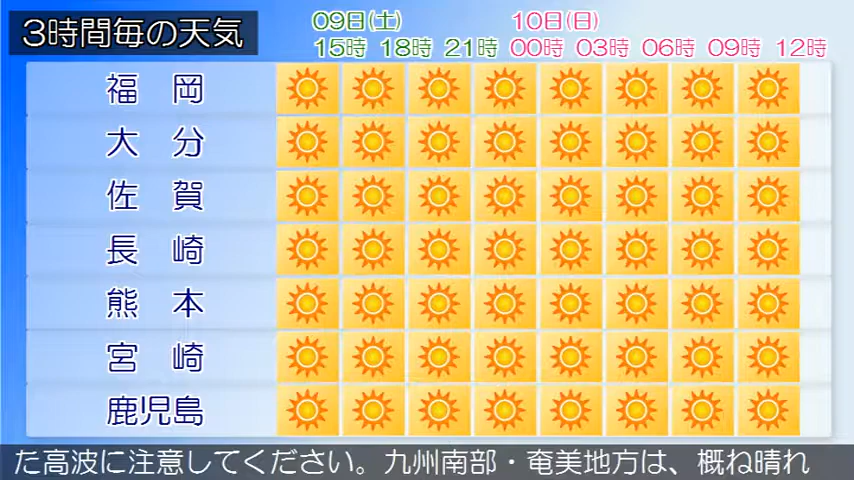 3時間毎の天気
09日(土) 10日(日)
15時 18時 21時 00時 03時 06時 09時 12時
福岡
大分
佐賀
長崎
熊本
宮崎
鹿児島
た高波に注意してください。九州南部・奄美地方は、概ね晴れ